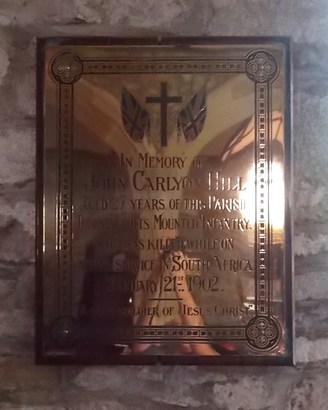 IN MEMORY OF
JOHN CARLYON HILL
AGED 27 YEARS OF THIS PARISH
MOUNTED INFANTRY.
WAS KILLED WHILE ON
SERVICE IN SOUTH AFRICA
21ST. 1902.
SOLDIER OF JESUS CHRIST